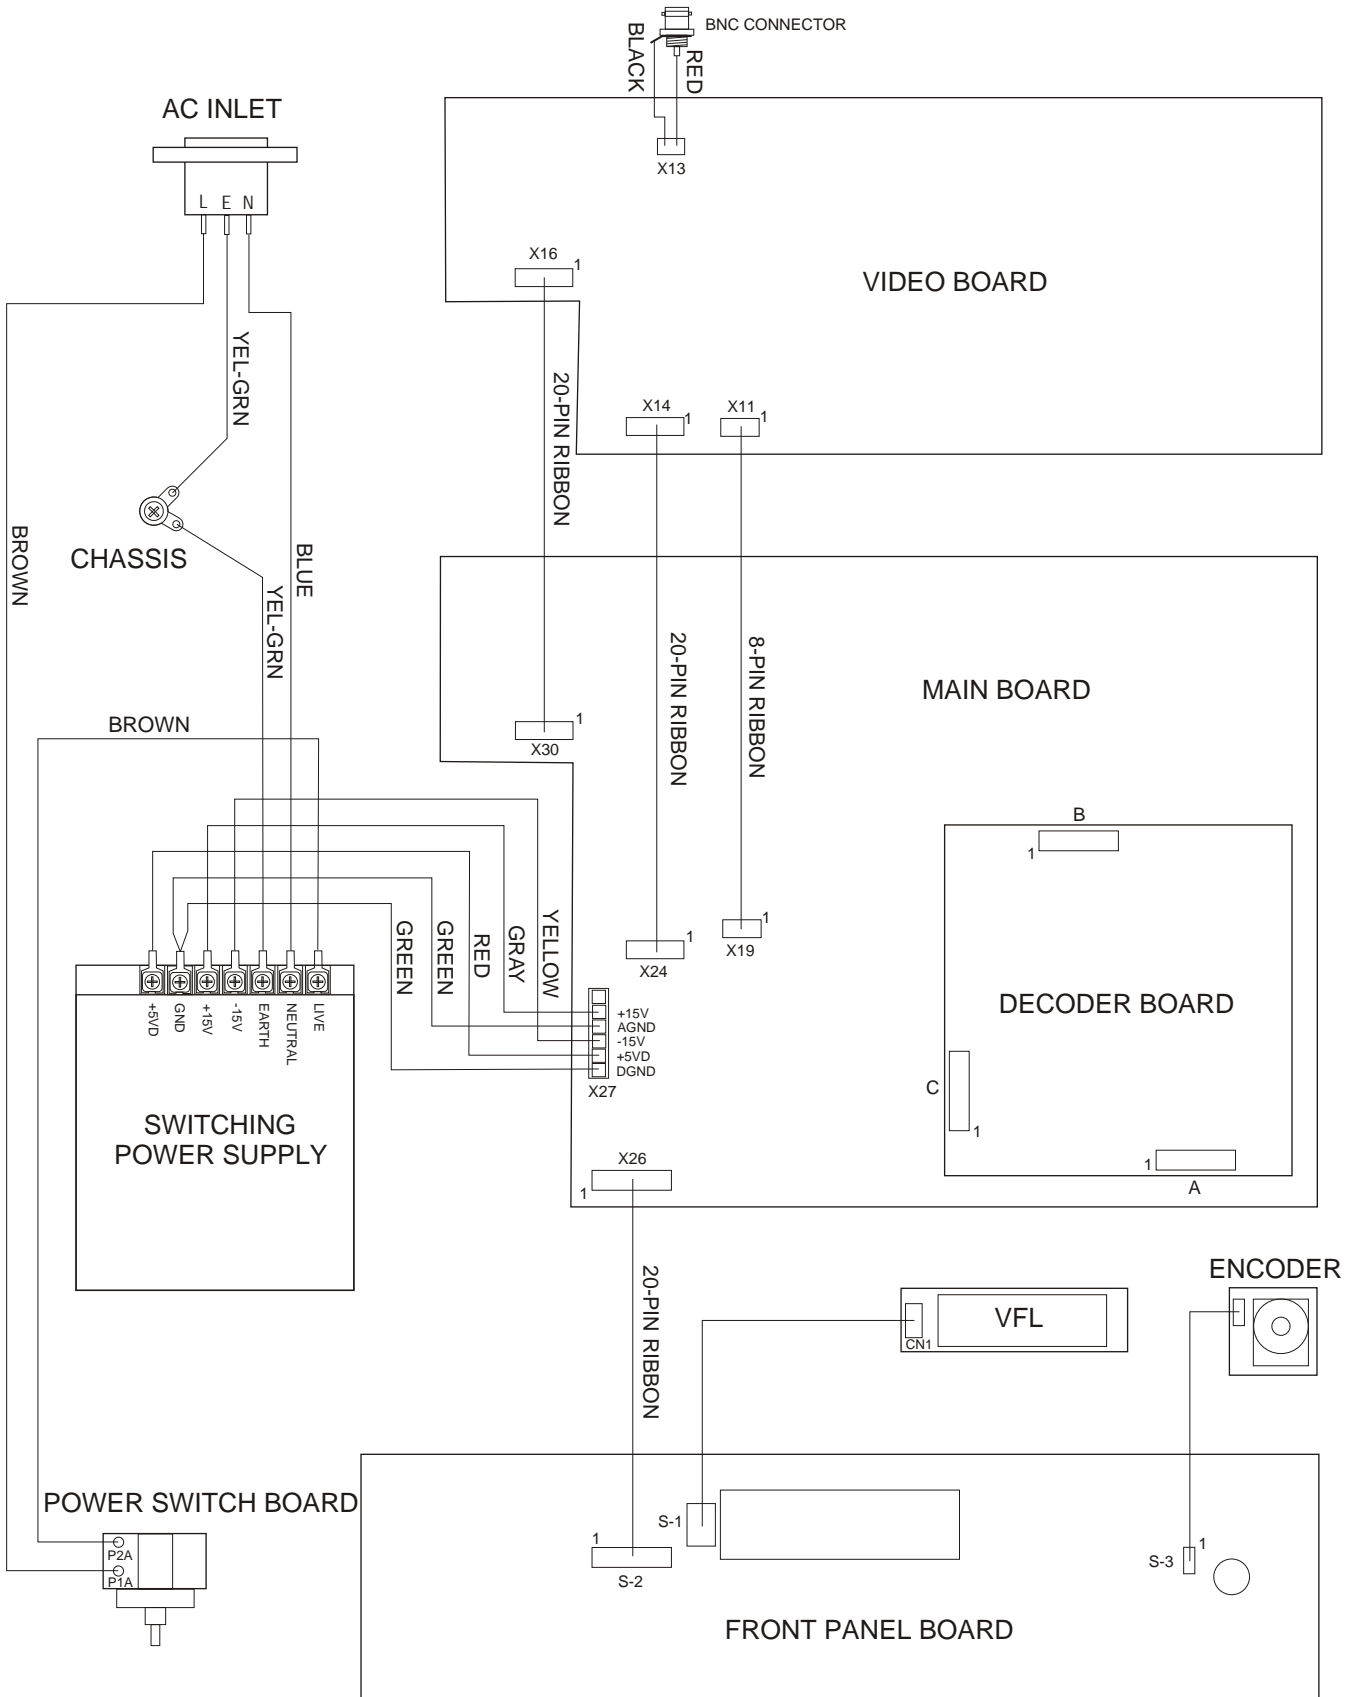 BNC CONNECTOR
BLACK
RED
AC INLET
X13
L E N
X16
1
VIDEO BOARD
YEL-GRN
20-PIN RIBBON
X14
1
X11
1
BROWN
CHASSIS
BLUE
YEL-GRN
20-PIN RIBBON
8-PIN RIBBON
MAIN BOARD
BROWN
1
X30
B
1
GREEN
GREEN
RED
GRAY
YELLOW
1
X24
1
X19
+5VD
GND
+15V
-15V
EARTH
NEUTRAL
LIVE
+15V
AGND
-15V
+5VD
DGND
X27
DECODER BOARD
C
1
SWITCHING
POWER SUPPLY
X26
1
1
A
20-PIN RIBBON
ENCODER
VFL
CN1
POWER SWITCH BOARD
P2A
P1A
S-1
1
S-2
1
S-3
FRONT PANEL BOARD